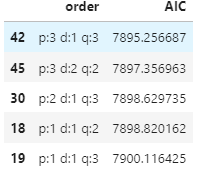 order AIC
42 p:3 d:1 q:3 7895.256687
45 p:3 d:2 q:2 7897.356963
30 p:2 d:1 q:3 7898.629735
18 p:1 d:1 q:2 7898.820162
19 p:1 d:1 q:3 7900.116425